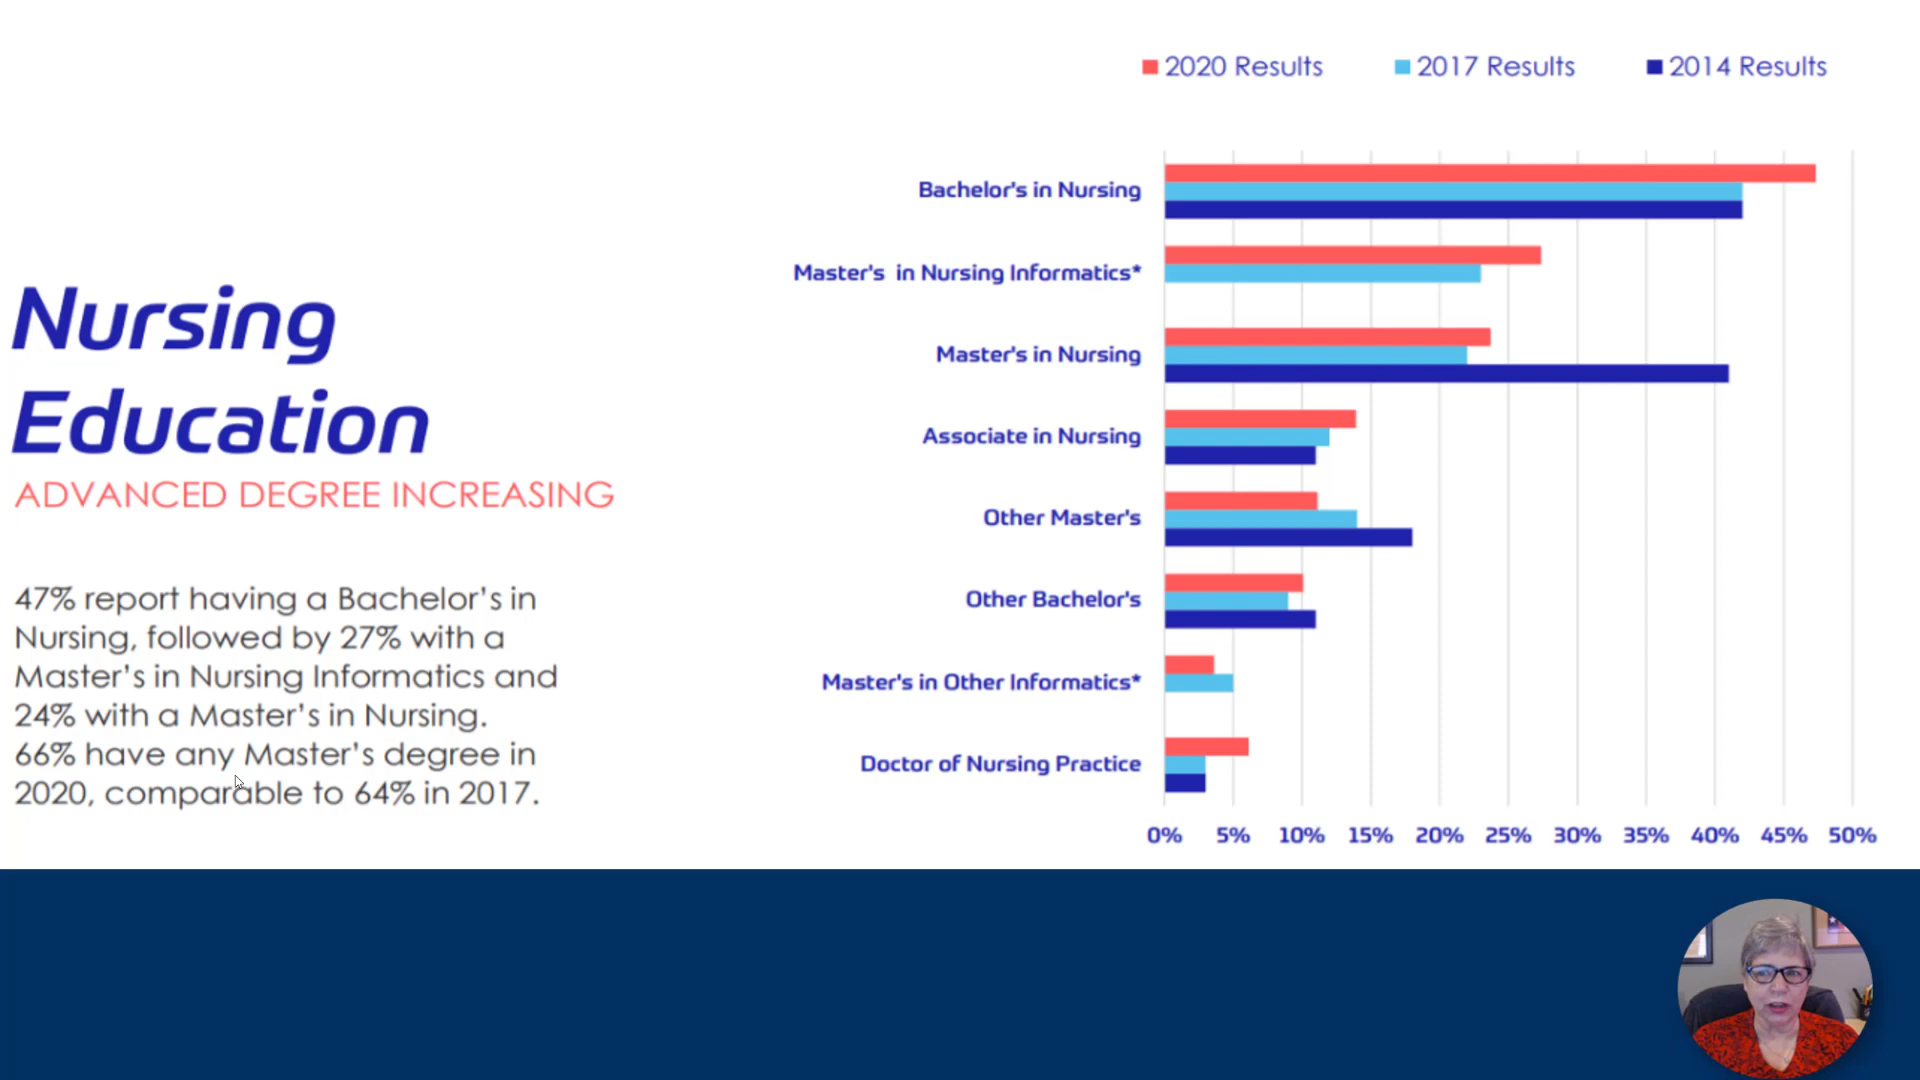 2020 Results
2017 Results
2014 Results
Nursing
Education
ADVANCED DEGREE INCREASING
47% report having a Bachelor's in
Nursing, followed by 27% with a
Master's in Nursing Informatics and
24% with a Master's in Nursing.
66% have any Master's degree in
2020, comparable to 64% in 2017.
Bachelor's in Nursing
Master's in Nursing Informatics*
Master's in Nursing
Associate in Nursing
Other Master's
Other Bachelor's
Master's in Other Informatics*
Doctor of Nursing Practice
0% 5% 10% 15% 20% 25% 30% 35% 40% 45% 50%